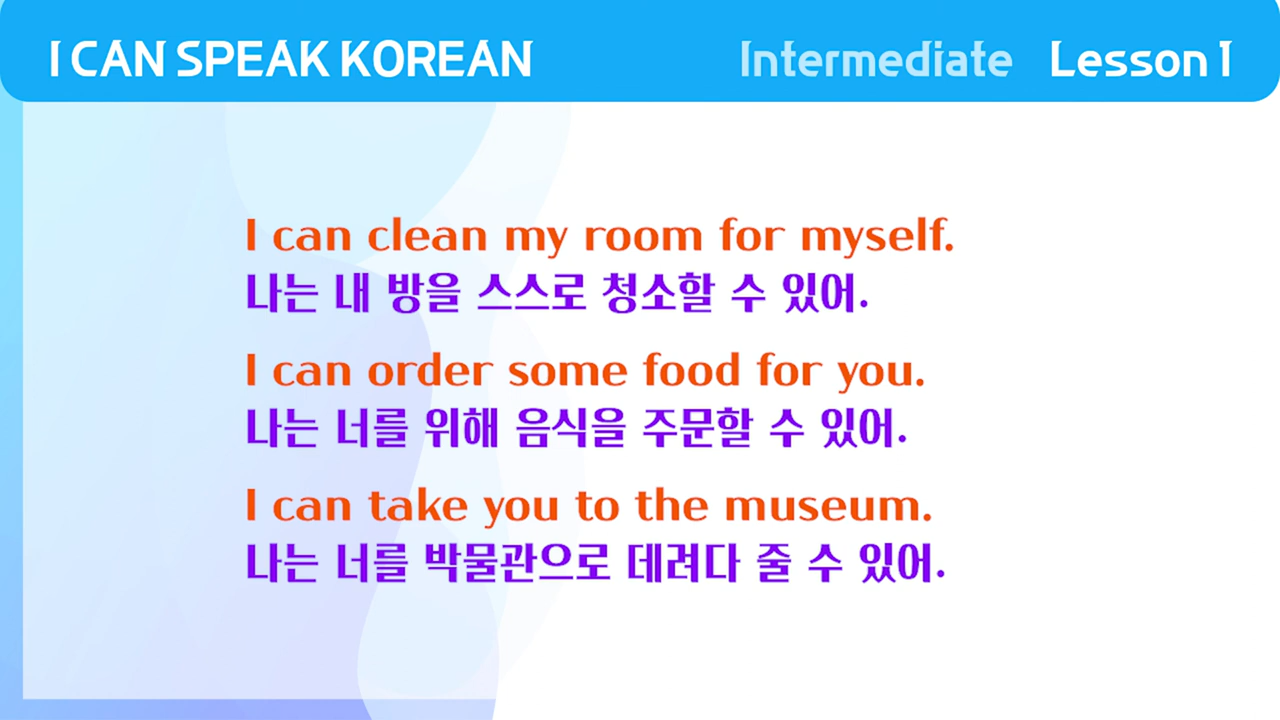 I CAN SPEAK KOREAN Intermediate Lesson 1
I can clean my room for myself.
나는 내 방을 스스로 청소할 수 있어.
I can order some food for you.
나는 너를 위해 음식을 주문할 수 있어.
I can take you to the museum.
나는 너를 박물관으로 데려다 줄 수 있어.